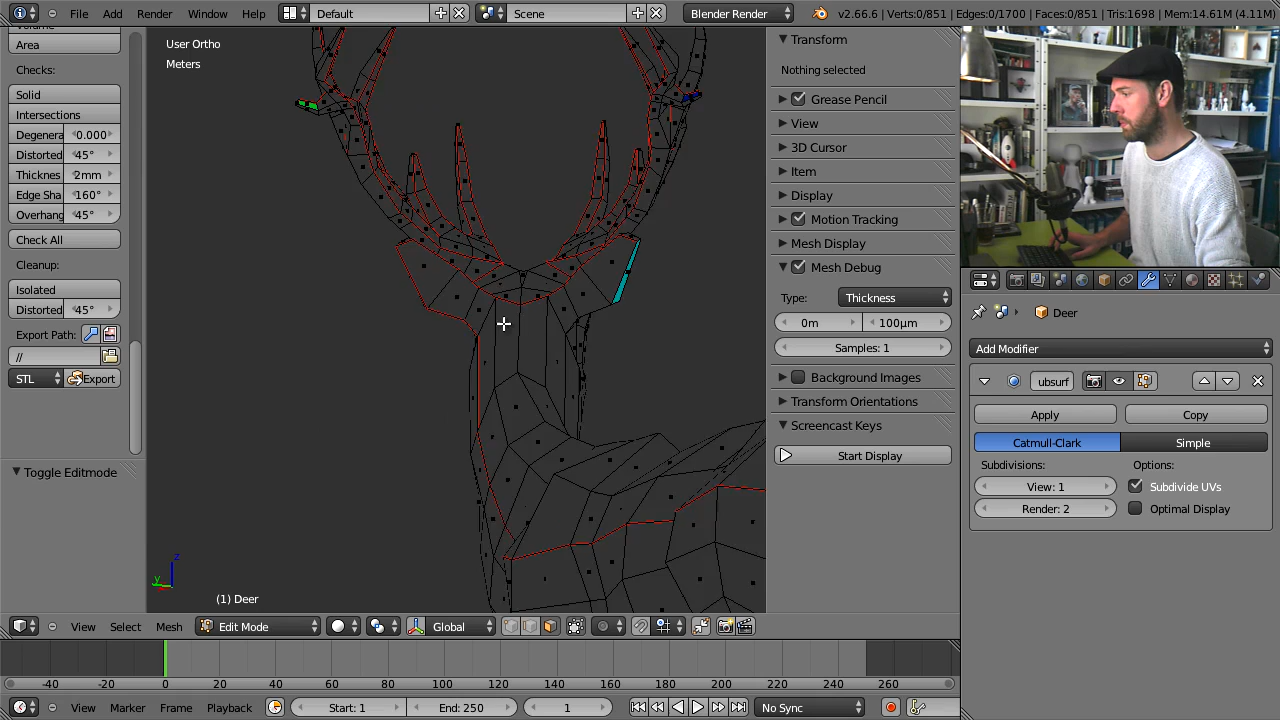 File
Add
Render
Window
Help
Default
Scene
Blender Render
v2.66.6 | Verts:0/851 | Edges:0/1700 | Faces:0/851 | Tris:1698 | Mem:14.61M (4.11M)
Area
Checks:
Solid
Intersections
Degenera 0.000
Distorted 45°
Thicknes 2mm
Edge Sha 160°
Overhang 45°
Check All
Cleanup:
Isolated
Distorted 45°
Export Path:
//
STL
Export
Toggle Editmode
User Ortho
Meters
z
y
(1) Deer
Transform
Nothing selected
Grease Pencil
View
3D Cursor
Item
Display
Motion Tracking
Mesh Display
Mesh Debug
Type:
Thickness
0m
100µm
Samples: 1
Background Images
Transform Orientations
Screencast Keys
Start Display
Deer
Add Modifier
ubsurf
Apply
Copy
Catmull-Clark
Simple
Subdivisions:
Options:
View: 1
Subdivide UVs
Render: 2
Optimal Display
View
Select
Mesh
Edit Mode
Global
-40
-20
0
20
40
60
80
100
120
140
160
180
200
220
240
260
View
Marker
Frame
Playback
Start: 1
End: 250
1
No Sync